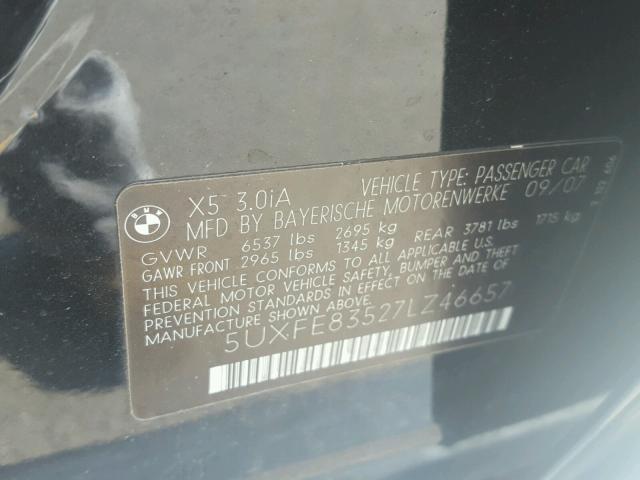 BMW
X5 3.0iA VEHICLE TYPE: PASSENGER CAR
MFD BY BAYERISCHE MOTORENWERKE 09/07
GVWR 6537 lbs 2695 kg
GAWR FRONT 2965 lbs 1345 kg REAR 3781 lbs 1715 kg
THIS VEHICLE CONFORMS TO ALL APPLICABLE U.S.
FEDERAL MOTOR VEHICLE SAFETY, BUMPER AND THEFT
PREVENTION STANDARDS IN EFFECT ON THE DATE OF
MANUFACTURE SHOWN ABOVE.
5UXFE83527LZ46657